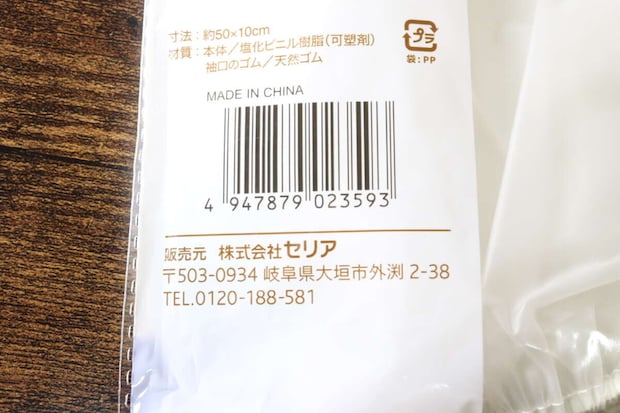 寸法：約50×10cm
材質：本体／塩化ビニル樹脂（可塑剤）
袖口のゴム／天然ゴム
プラ
袋：PP
MADE IN CHINA
4 947879 023593
販売元 株式会社セリア
〒503-0934 岐阜県大垣市外渕 2-38
TEL.0120-188-581